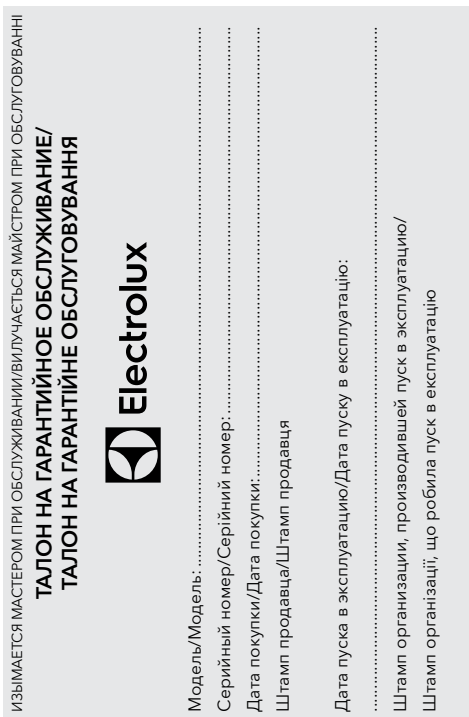 ИЗЫМАЕТСЯ МАСТЕРОМ ПРИ ОБСЛУЖИВАНИИ/ВИЛУЧАЄТЬСЯ МАЙСТРОМ ПРИ ОБСЛУГОВУВАННІ
ТАЛОН НА ГАРАНТИЙНОЕ ОБСЛУЖИВАНИЕ/
ТАЛОН НА ГАРАНТІЙНЕ ОБСЛУГОВУВАННЯ
Electrolux
Модель/Модель:..........................................................................
Серийный номер/Серійний номер:..........................................................
Дата покупки/Дата покупки:..............................................................
Штамп продавца/Штамп продавця
Дата пуска в эксплуатацию/Дата пуску в експлуатацію:
.......................................................................................
Штамп организации, производившей пуск в эксплуатацию/
Штамп організації, що робила пуск в експлуатацію